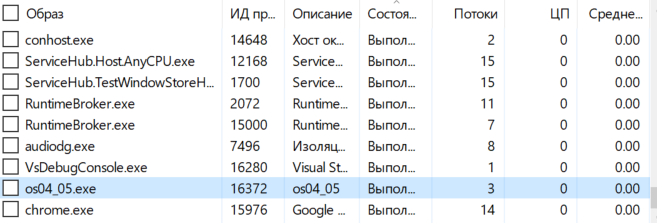 Образ ИД пр... Описание Состоя... Потоки ЦП Средне...
conhost.exe 14648 Хост ок... Выпол... 2 0 0.00
ServiceHub.Host.AnyCPU.exe 12168 Service... Выпол... 15 0 0.00
ServiceHub.TestWindowStoreH... 1700 Service... Выпол... 15 0 0.00
RuntimeBroker.exe 2072 Runtime... Выпол... 11 0 0.00
RuntimeBroker.exe 15000 Runtime... Выпол... 7 0 0.00
audiodg.exe 7496 Изоляц... Выпол... 8 0 0.00
VsDebugConsole.exe 16280 Visual St... Выпол... 1 0 0.00
os04_05.exe 16372 os04_05 Выпол... 3 0 0.00
chrome.exe 15976 Google ... Выпол... 14 0 0.00